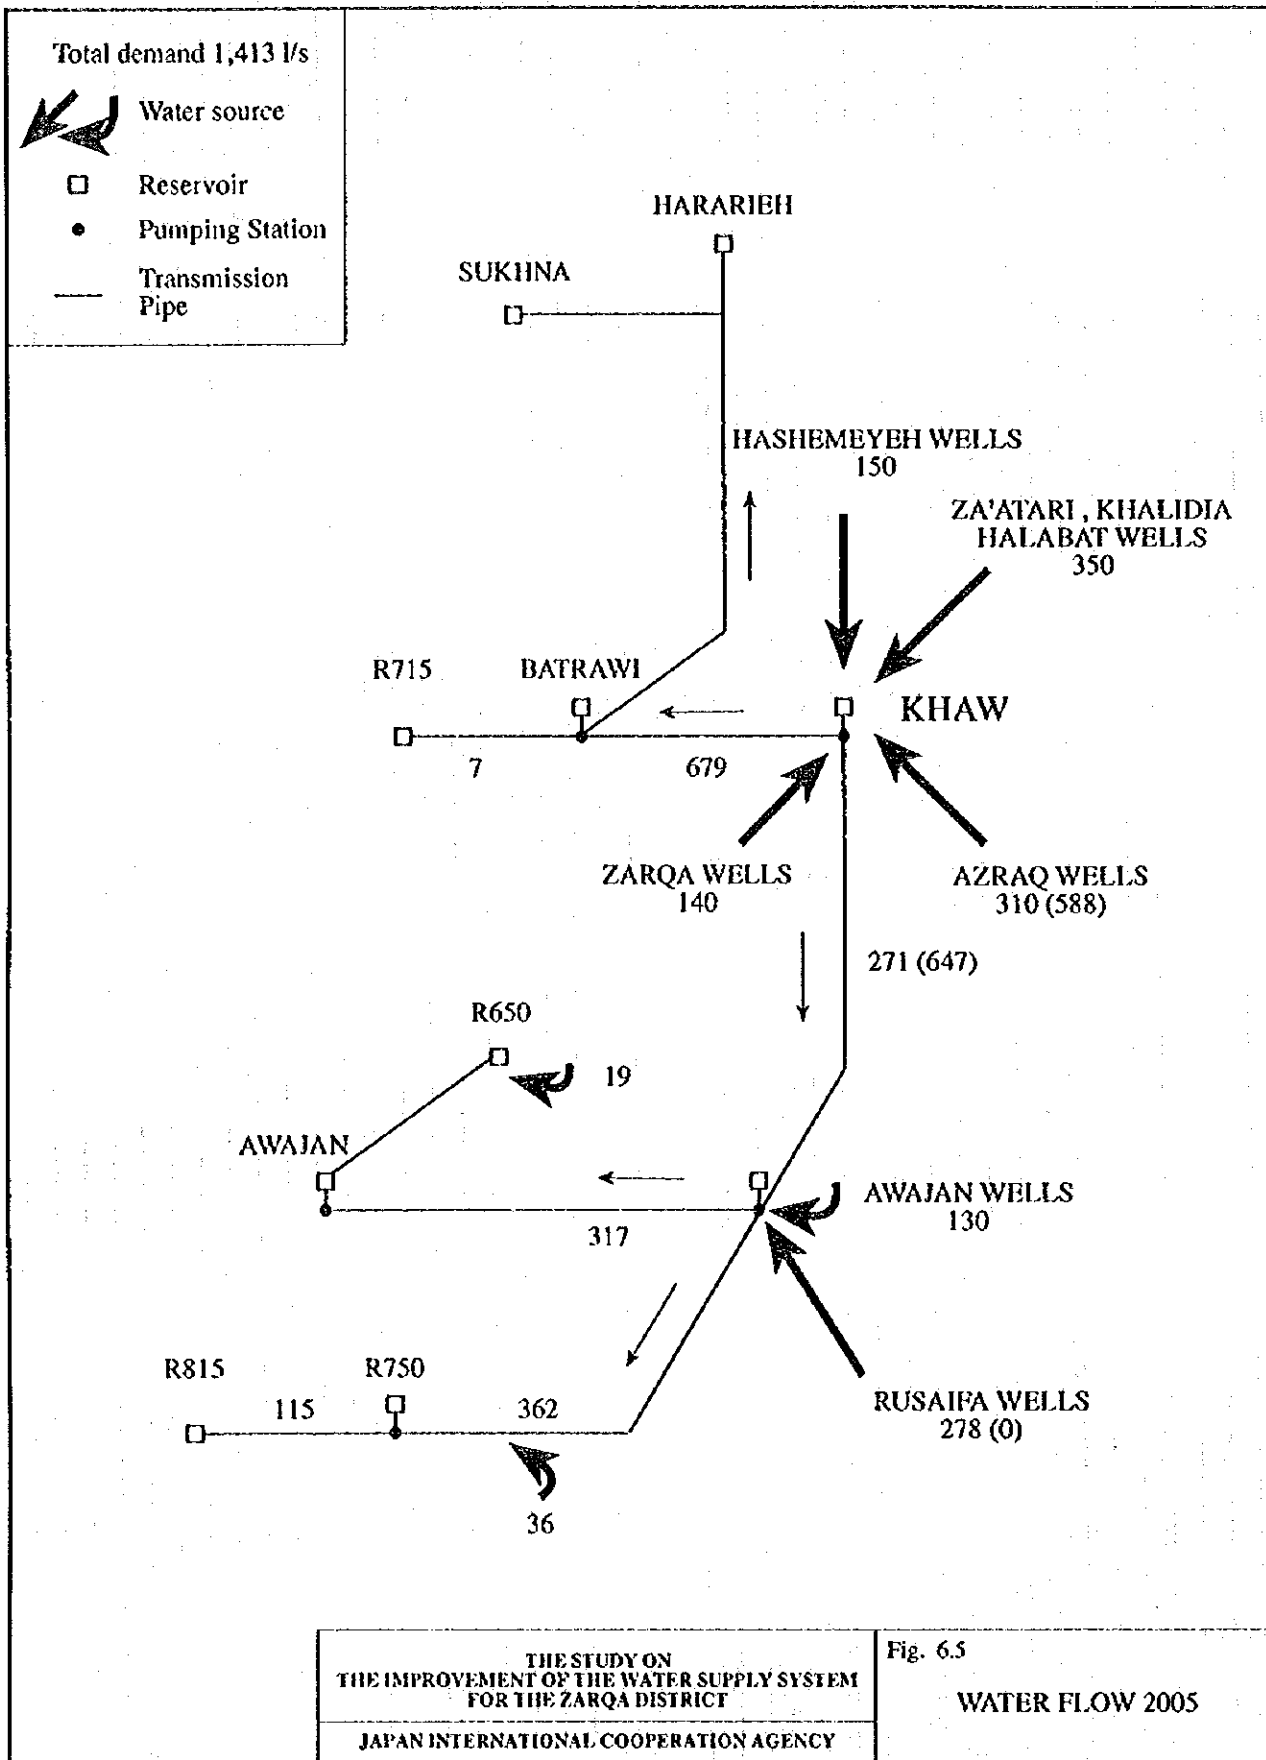 Total demand 1,413 l/s
Water source
Reservoir
Pumping Station
Transmission
Pipe
HARARIEH
SUKHNA
HASHEMEYEH WELLS
150
ZA'ATARI , KHALIDIA
HALABAT WELLS
350
R715
BATRAWI
KHAW
7
679
ZARQA WELLS
140
AZRAQ WELLS
310 (588)
271 (647)
R650
19
AWAJAN
AWAJAN WELLS
130
317
R815
R750
115
362
RUSAIFA WELLS
278 (0)
36
THE STUDY ON
THE IMPROVEMENT OF THE WATER SUPPLY SYSTEM
FOR THE ZARQA DISTRICT
JAPAN INTERNATIONAL COOPERATION AGENCY
Fig. 6.5
WATER FLOW 2005